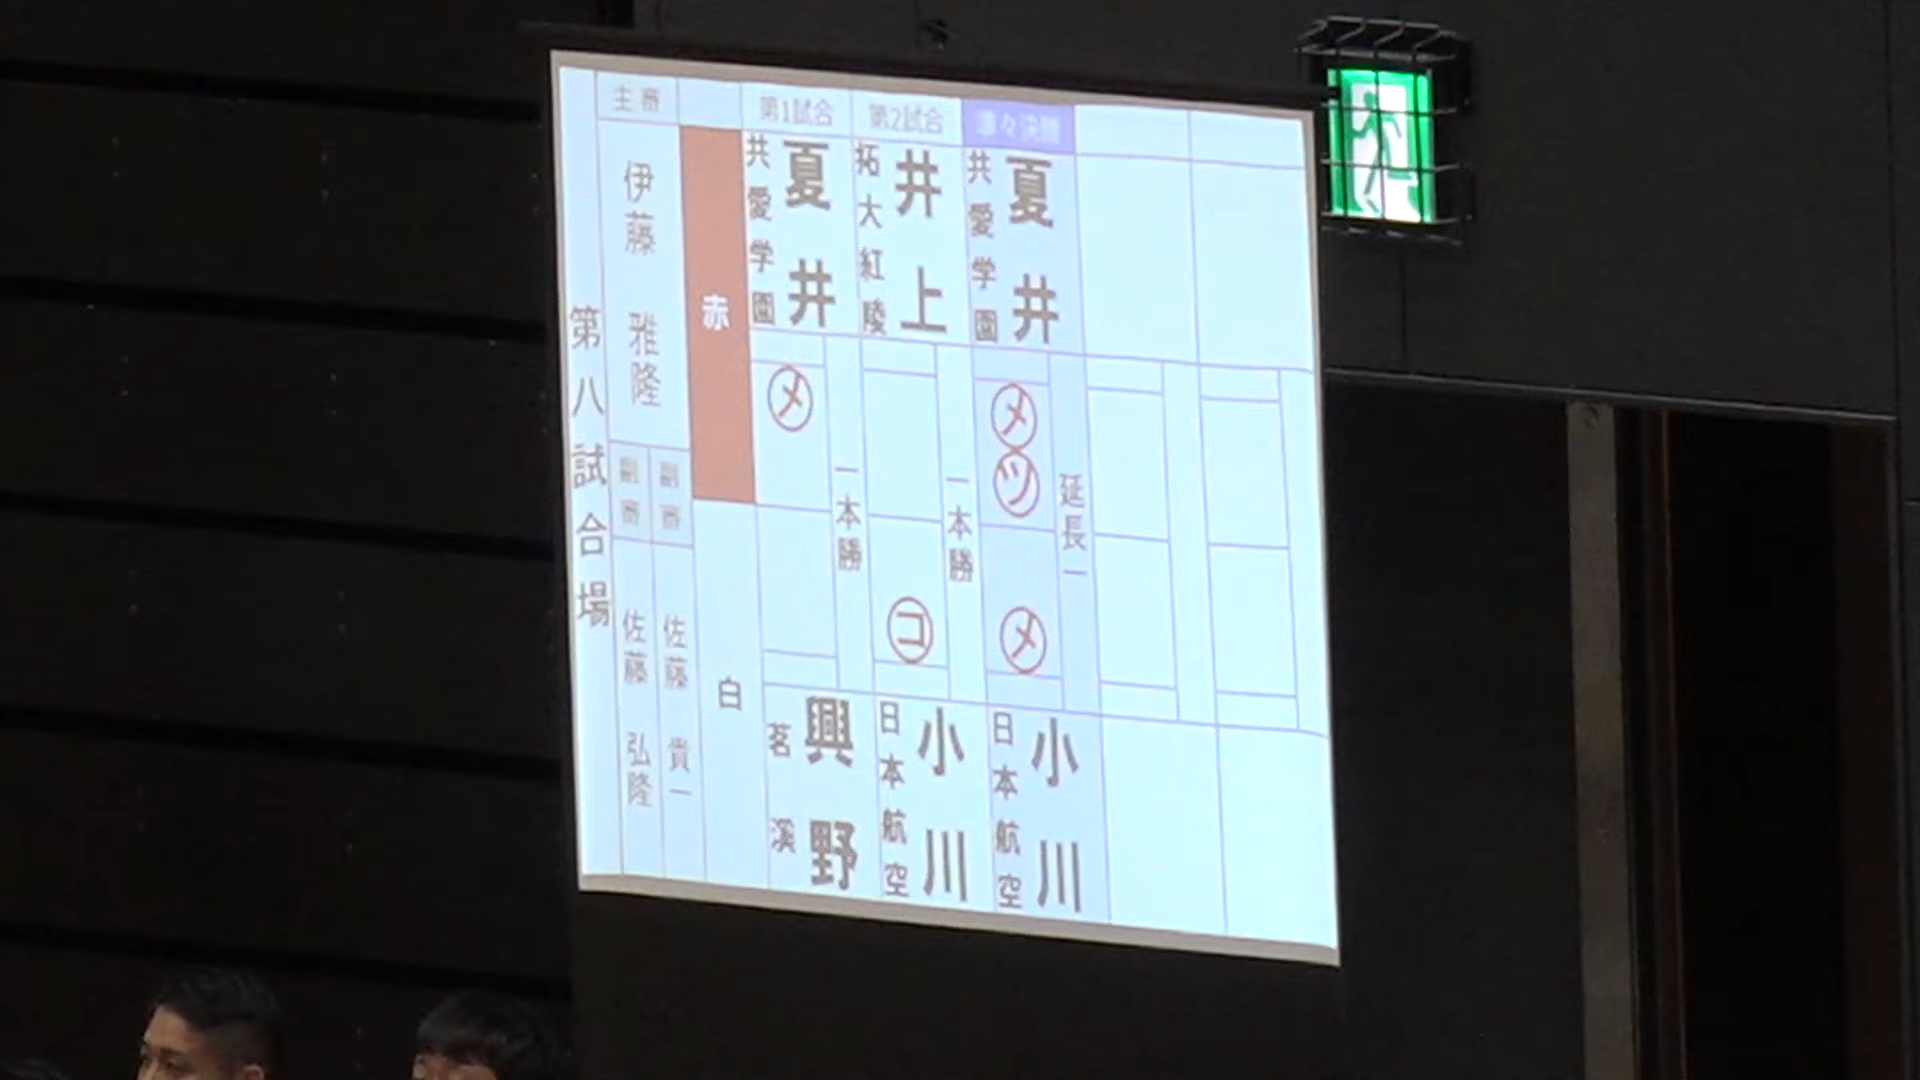 第八試合場
主審
伊藤 雅隆
副審
副審
佐藤 弘隆
佐藤 貴一
赤
白
第1試合
共愛学園
夏井
メ
一本勝
茗溪
興野
第2試合
拓大紅陵
井上
一本勝
コ
日本航空
小川
準々決勝
共愛学園
夏井
メ
ツ
延長一
メ
日本航空
小川